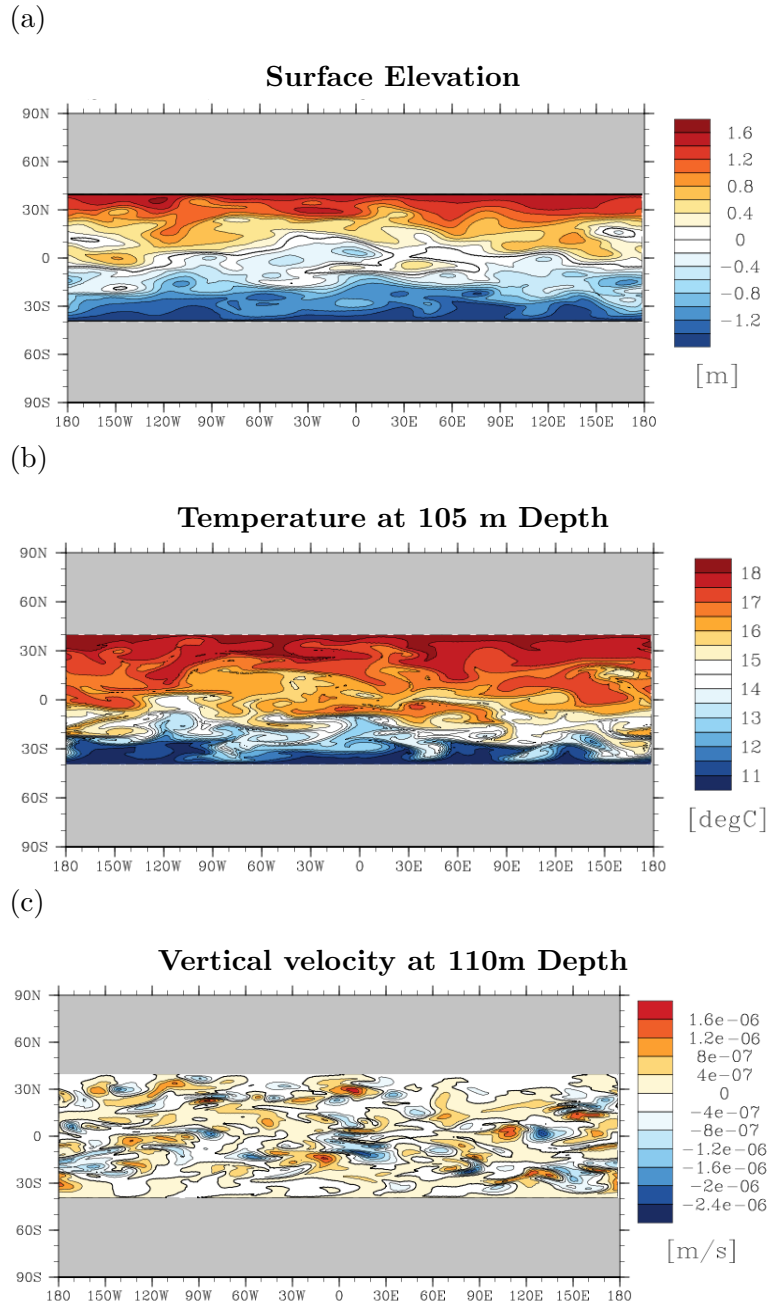 (a)
Surface Elevation
90N
60N
30N
0
30S
60S
90S
180 150W 120W 90W 60W 30W 0 30E 60E 90E 120E 150E 180
1.6
1.2
0.8
0.4
0
-0.4
-0.8
-1.2
[m]
(b)
Temperature at 105 m Depth
90N
60N
30N
0
30S
60S
90S
180 150W 120W 90W 60W 30W 0 30E 60E 90E 120E 150E 180
18
17
16
15
14
13
12
11
[degC]
(c)
Vertical velocity at 110m Depth
90N
60N
30N
0
30S
60S
90S
180 150W 120W 90W 60W 30W 0 30E 60E 90E 120E 150E 180
1.6e-06
1.2e-06
8e-07
4e-07
0
-4e-07
-8e-07
-1.2e-06
-1.6e-06
-2e-06
-2.4e-06
[m/s]